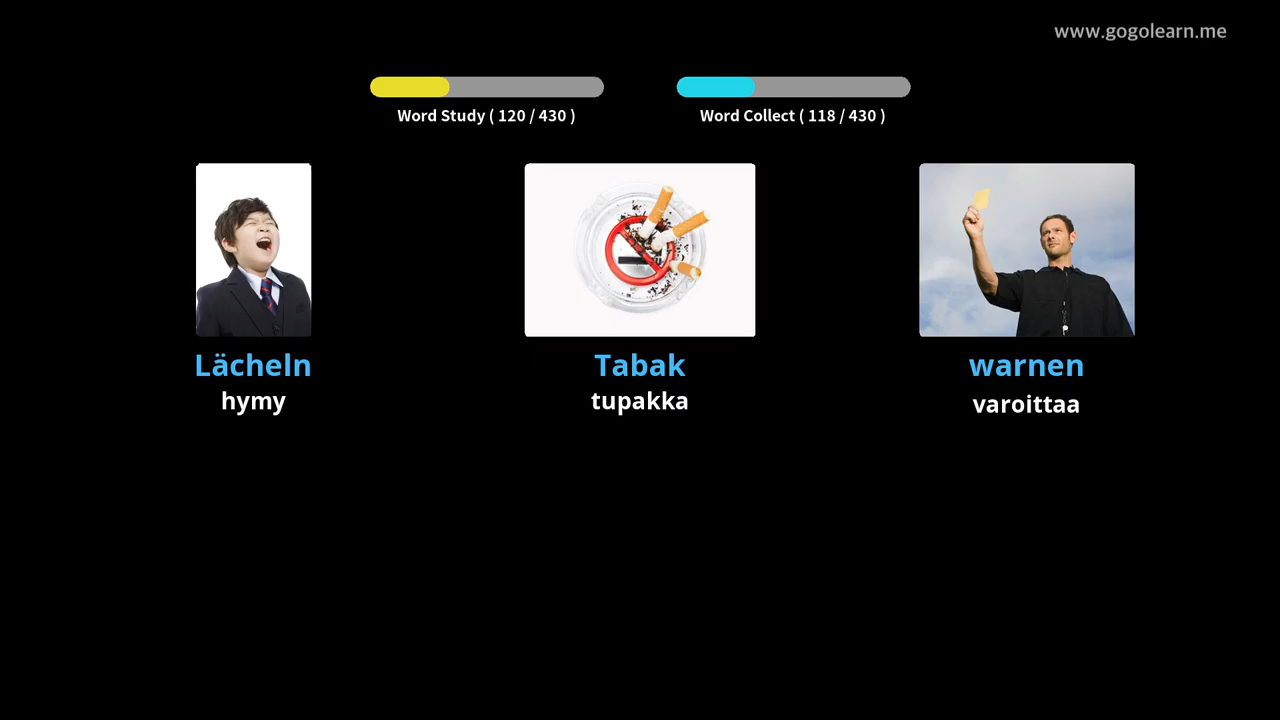 www.gogolearn.me
Word Study ( 120 / 430 )
Word Collect ( 118 / 430 )
Lächeln
hymy
Tabak
tupakka
warnen
varoittaa